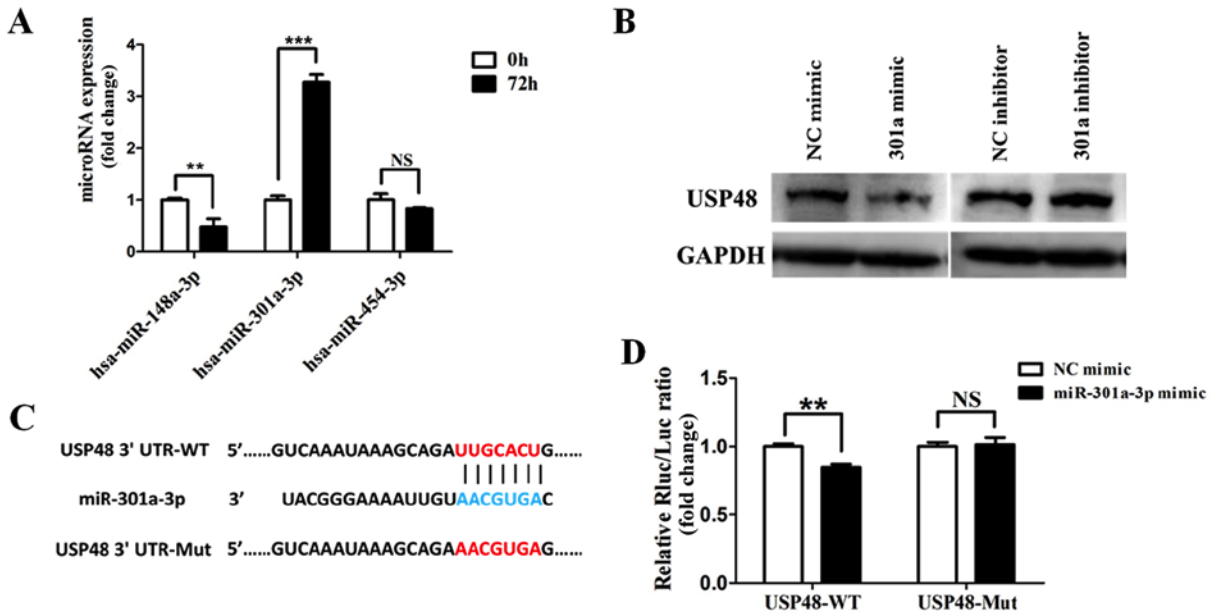 A
microRNA expression
(fold change)
4
3
2
1
0
**
***
NS
0h
72h
hsa-miR-148a-3p
hsa-miR-301a-3p
hsa-miR-454-3p
B
NC mimic
301a mimic
NC inhibitor
301a inhibitor
USP48
GAPDH
C
USP48 3' UTR-WT 5'......GUCAAAUAAAGCAGAUUGCACUG......
miR-301a-3p 3' UACGGGAAAAUUGUAACGUGAC
USP48 3' UTR-Mut 5'......GUCAAAUAAAGCAGAAACGUGAG......
D
Relative Rluc/Luc ratio
(fold change)
1.5
1.0
0.5
0.0
**
NS
NC mimic
miR-301a-3p mimic
USP48-WT
USP48-Mut